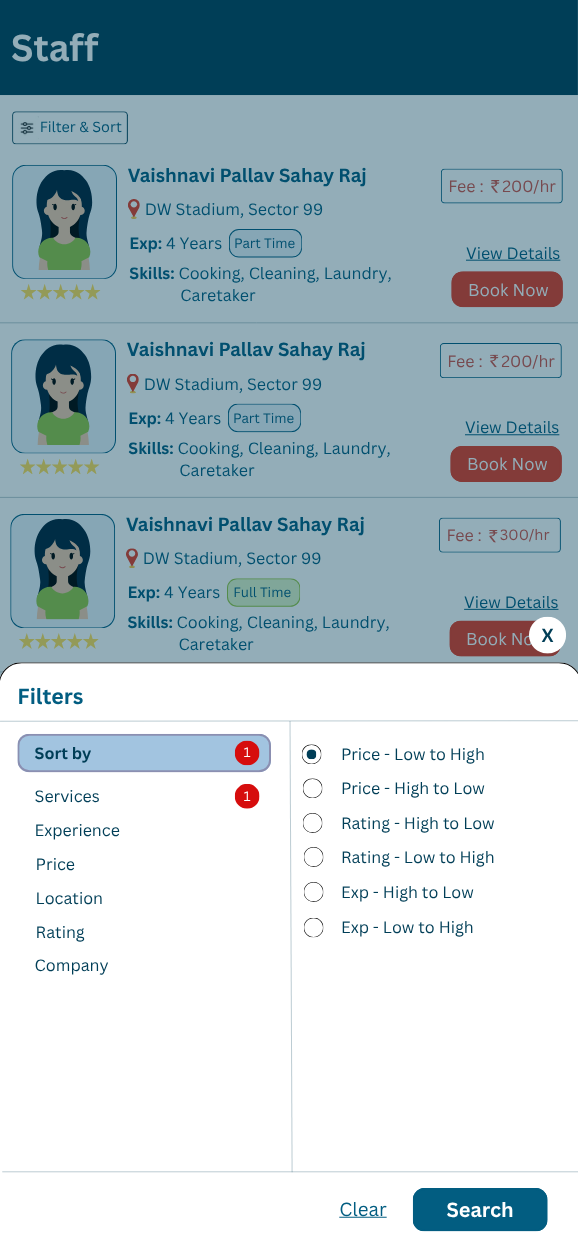 Staff
Filter & Sort
Vaishnavi Pallav Sahay Raj
Fee : ₹200/hr
DW Stadium, Sector 99
Exp: 4 Years Part Time
View Details
Skills: Cooking, Cleaning, Laundry,
Caretaker
Book Now
Vaishnavi Pallav Sahay Raj
Fee : ₹200/hr
DW Stadium, Sector 99
Exp: 4 Years Part Time
View Details
Skills: Cooking, Cleaning, Laundry,
Caretaker
Book Now
Vaishnavi Pallav Sahay Raj
Fee : ₹300/hr
DW Stadium, Sector 99
Exp: 4 Years Full Time
View Details
Skills: Cooking, Cleaning, Laundry,
Caretaker
Book No
X
Filters
Sort by 1
Services 1
Experience
Price
Location
Rating
Company
Price - Low to High
Price - High to Low
Rating - High to Low
Rating - Low to High
Exp - High to Low
Exp - Low to High
Clear
Search